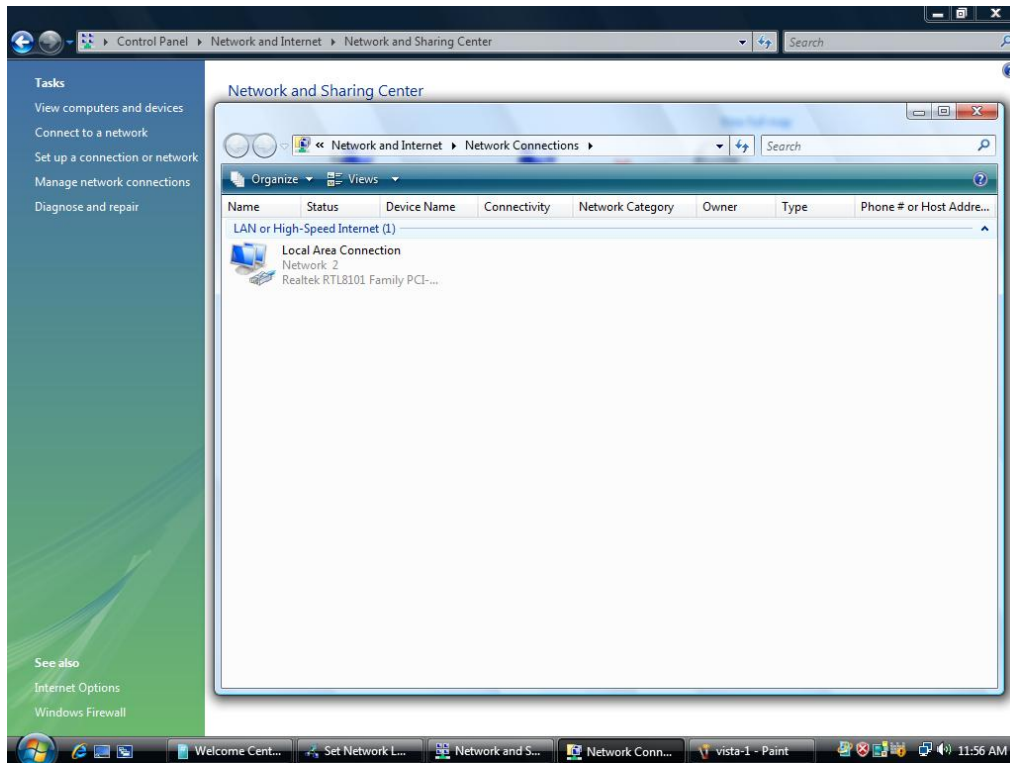 Control Panel Network and Internet Network and Sharing Center Search
Tasks
View computers and devices
Connect to a network
Set up a connection or network
Manage network connections
Diagnose and repair
See also
Internet Options
Windows Firewall
Network and Sharing Center
« Network and Internet Network Connections Search
Organize Views
Name Status Device Name Connectivity Network Category Owner Type Phone # or Host Addre...
LAN or High-Speed Internet (1)
Local Area Connection
Network 2
Realtek RTL8101 Family PCI-...
Welcome Cent... Set Network L... Network and S... Network Conn... vista-1 - Paint 11:56 AM